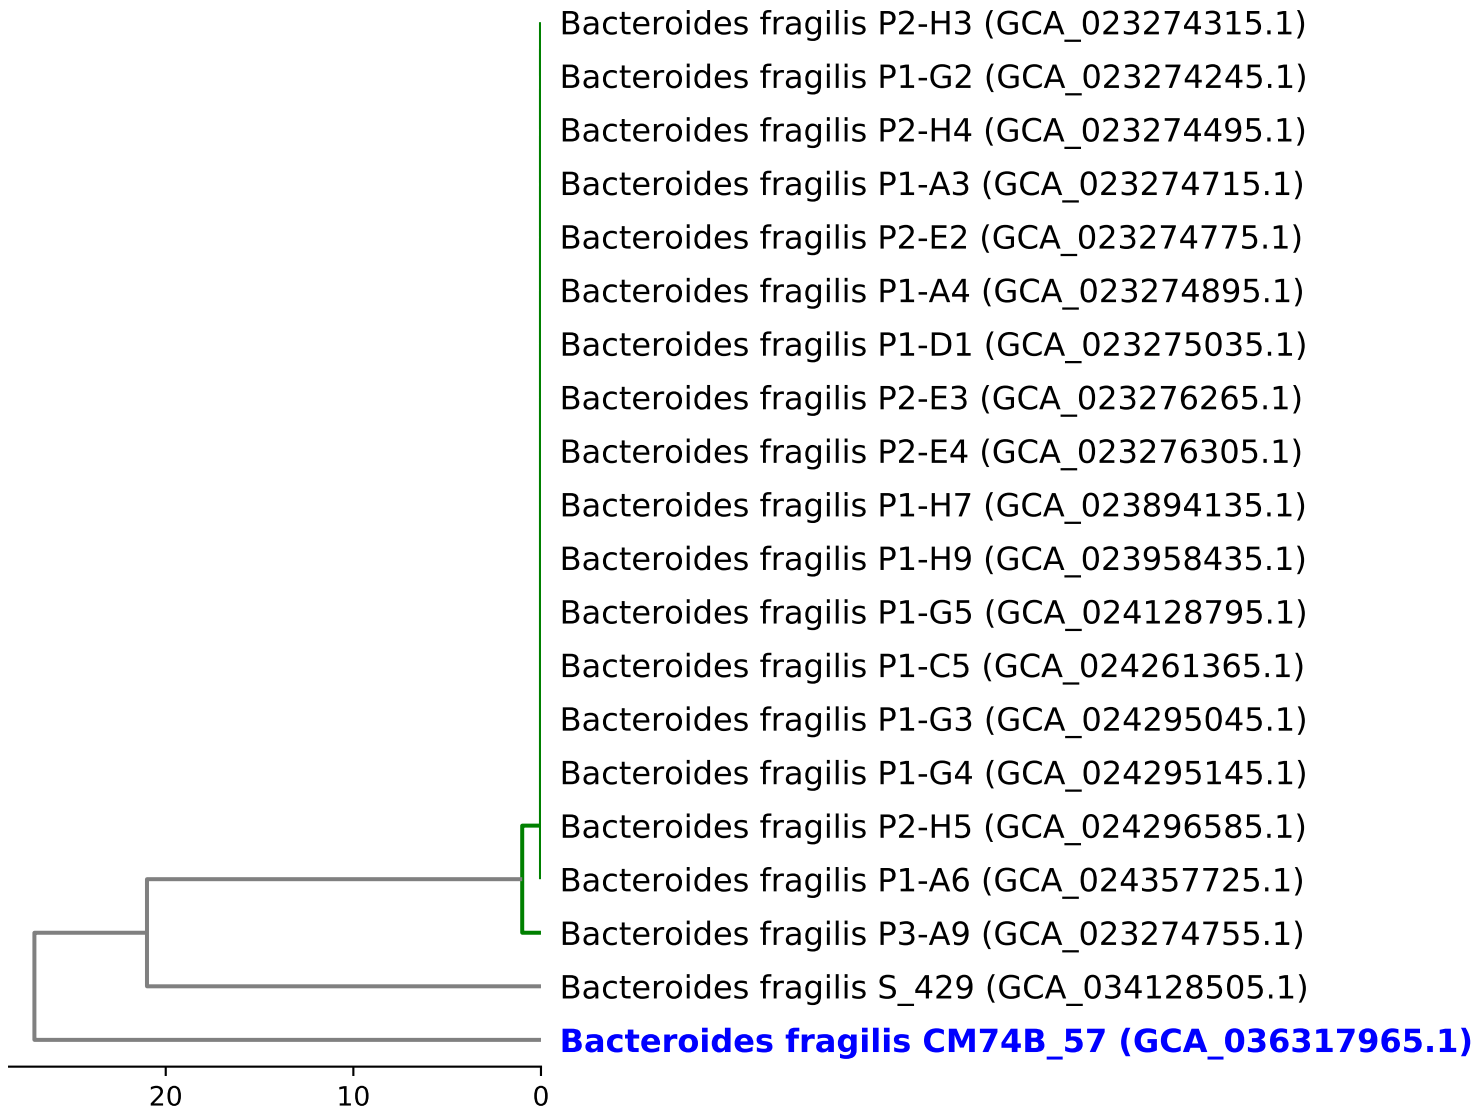 Bacteroides fragilis P2-H3 (GCA_023274315.1)
Bacteroides fragilis P1-G2 (GCA_023274245.1)
Bacteroides fragilis P2-H4 (GCA_023274495.1)
Bacteroides fragilis P1-A3 (GCA_023274715.1)
Bacteroides fragilis P2-E2 (GCA_023274775.1)
Bacteroides fragilis P1-A4 (GCA_023274895.1)
Bacteroides fragilis P1-D1 (GCA_023275035.1)
Bacteroides fragilis P2-E3 (GCA_023276265.1)
Bacteroides fragilis P2-E4 (GCA_023276305.1)
Bacteroides fragilis P1-H7 (GCA_023894135.1)
Bacteroides fragilis P1-H9 (GCA_023958435.1)
Bacteroides fragilis P1-G5 (GCA_024128795.1)
Bacteroides fragilis P1-C5 (GCA_024261365.1)
Bacteroides fragilis P1-G3 (GCA_024295045.1)
Bacteroides fragilis P1-G4 (GCA_024295145.1)
Bacteroides fragilis P2-H5 (GCA_024296585.1)
Bacteroides fragilis P1-A6 (GCA_024357725.1)
Bacteroides fragilis P3-A9 (GCA_023274755.1)
Bacteroides fragilis S_429 (GCA_034128505.1)
Bacteroides fragilis CM74B_57 (GCA_036317965.1)
20 10 0